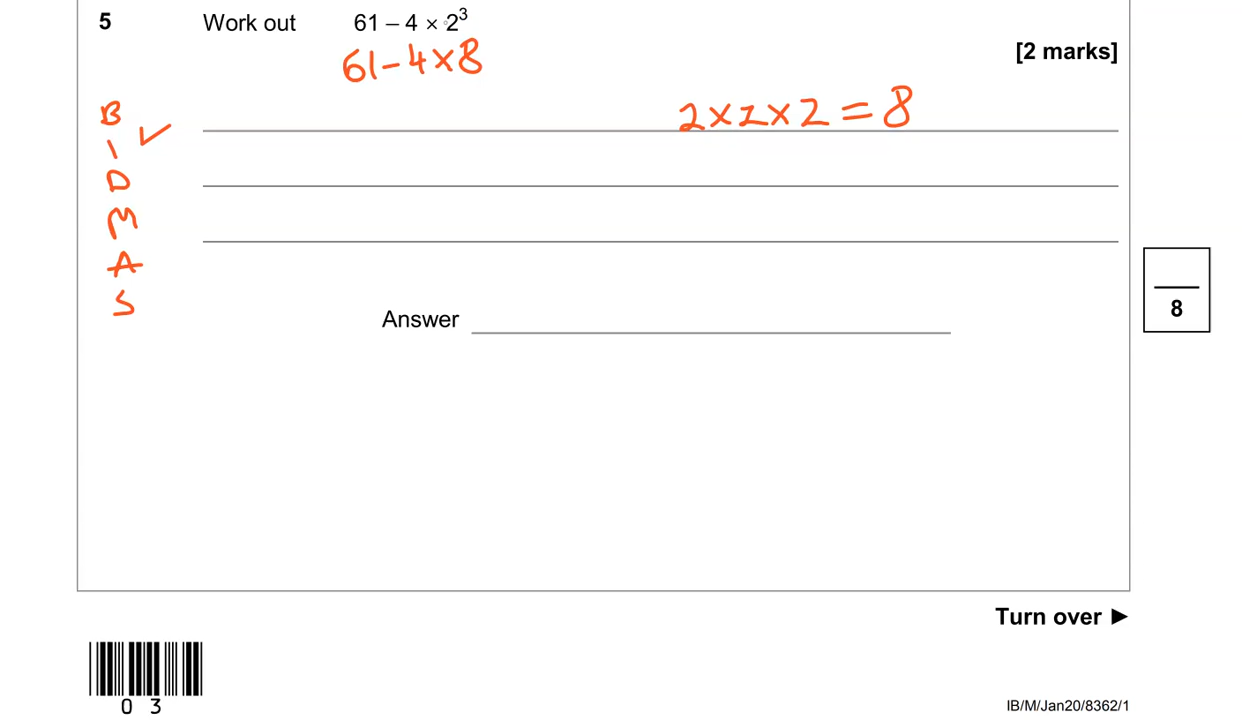 5 Work out 61 – 4 × 2³
61 – 4 × 8
[2 marks]
2 × 2 × 2 = 8
B
I ✓
D
M
A
S
8
Answer
Turn over ►
0 3
IB/M/Jan20/8362/1